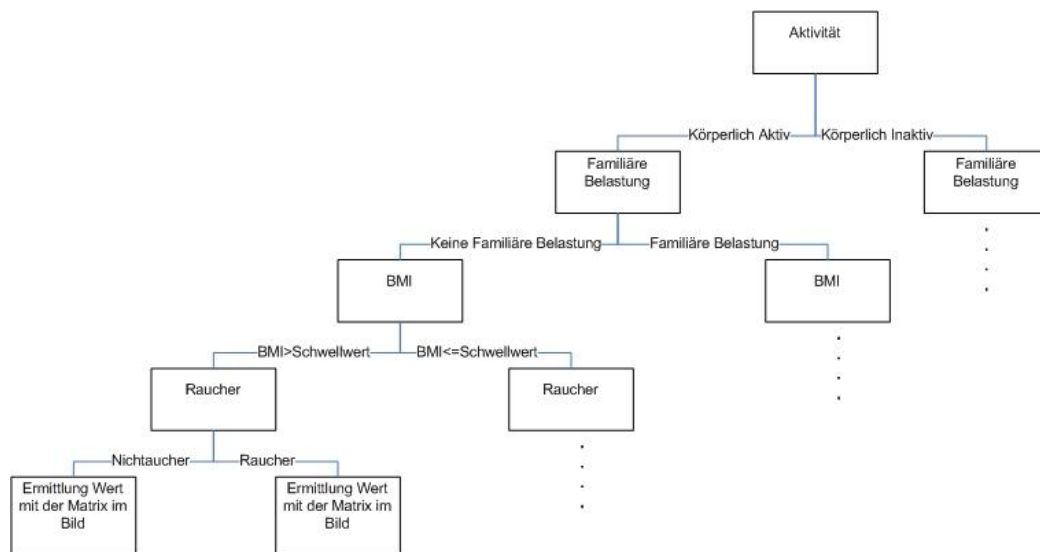 Aktivität
Körperlich Aktiv
Körperlich Inaktiv
Familiäre
Belastung
Familiäre
Belastung
Keine Familiäre Belastung
Familiäre Belastung
BMI
BMI
BMI>Schwellwert
BMI<=Schwellwert
Raucher
Raucher
Nichtaucher
Raucher
Ermittlung Wert
mit der Matrix im
Bild
Ermittlung Wert
mit der Matrix im
Bild